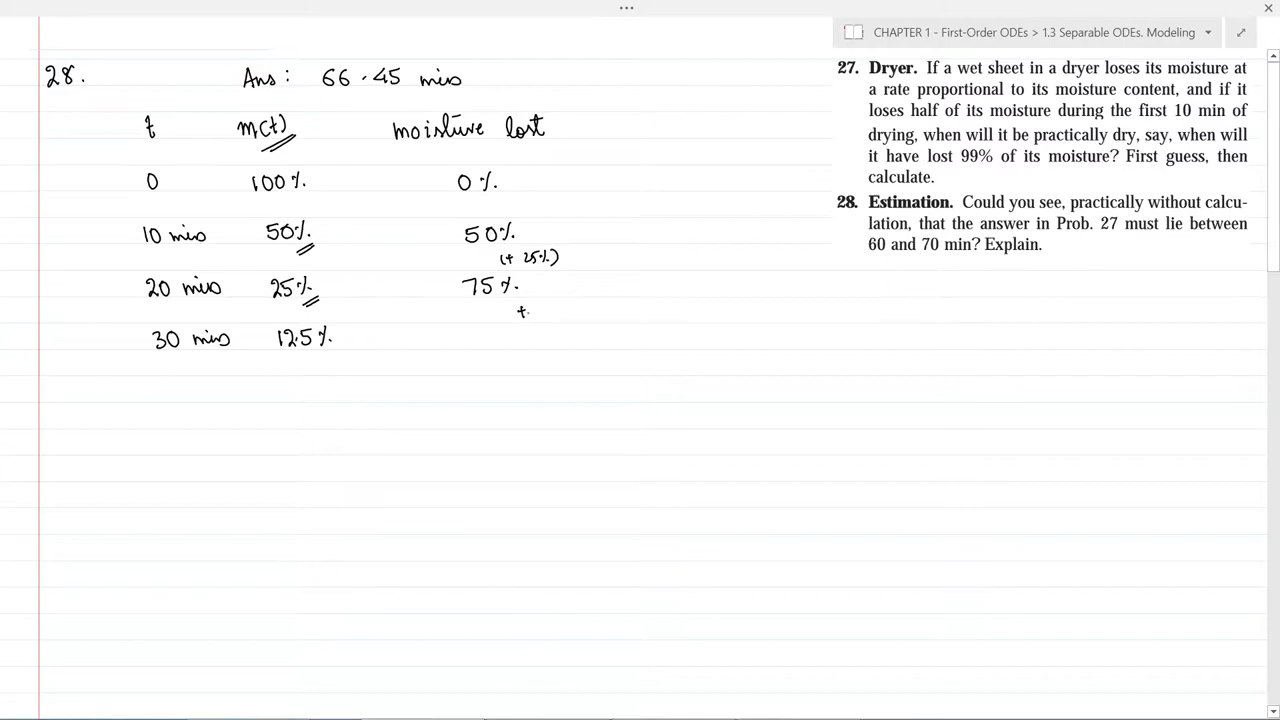 CHAPTER 1 - First-Order ODEs > 1.3 Separable ODEs. Modeling
28. Ans : 66.45 mins
t m(t) moisture lost
0 100% 0%
10 mins 50% 50%
(+ 25%)
20 mins 25% 75%
+
30 mins 12.5%
27. Dryer. If a wet sheet in a dryer loses its moisture at
a rate proportional to its moisture content, and if it
loses half of its moisture during the first 10 min of
drying, when will it be practically dry, say, when will
it have lost 99% of its moisture? First guess, then
calculate.
28. Estimation. Could you see, practically without calcu-
lation, that the answer in Prob. 27 must lie between
60 and 70 min? Explain.